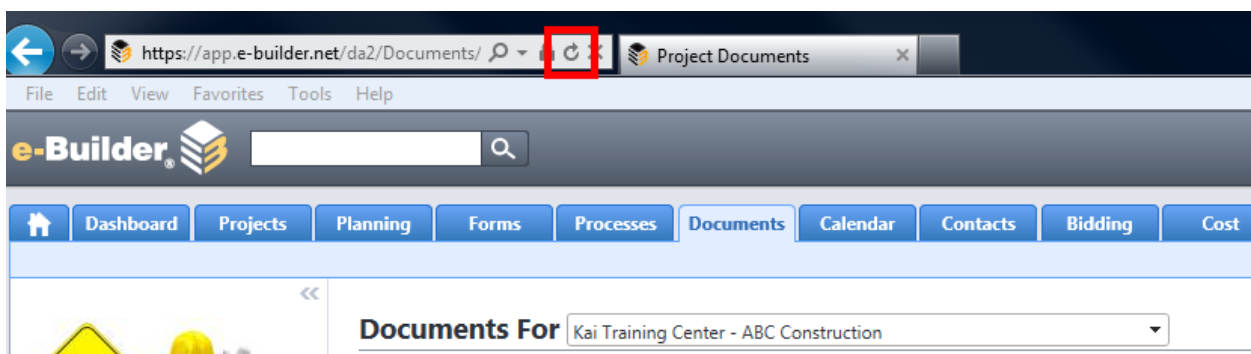 https://app.e-builder.net/da2/Documents/
Project Documents
File Edit View Favorites Tools Help
e-Builder®
Dashboard Projects Planning Forms Processes Documents Calendar Contacts Bidding Cost
Documents For Kai Training Center - ABC Construction